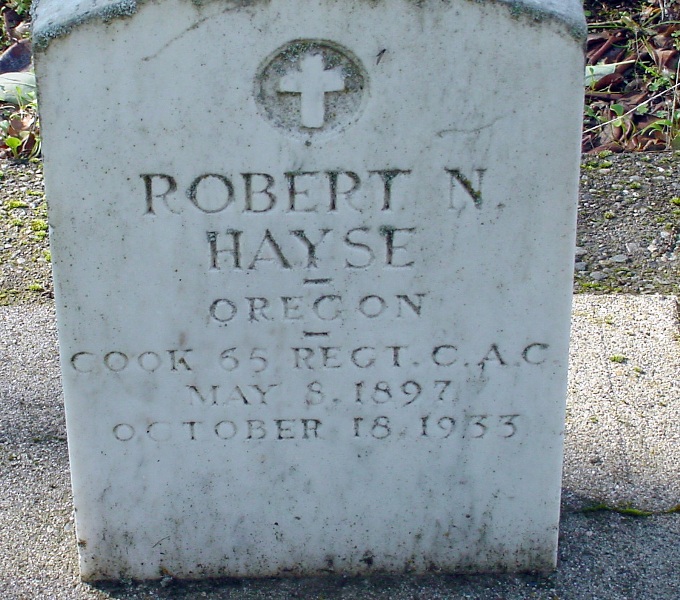 ROBERT N.
HAYSE
OREGON
COOK 65 REGT. C.A.C.
MAY 8. 1897
OCTOBER 18 1933